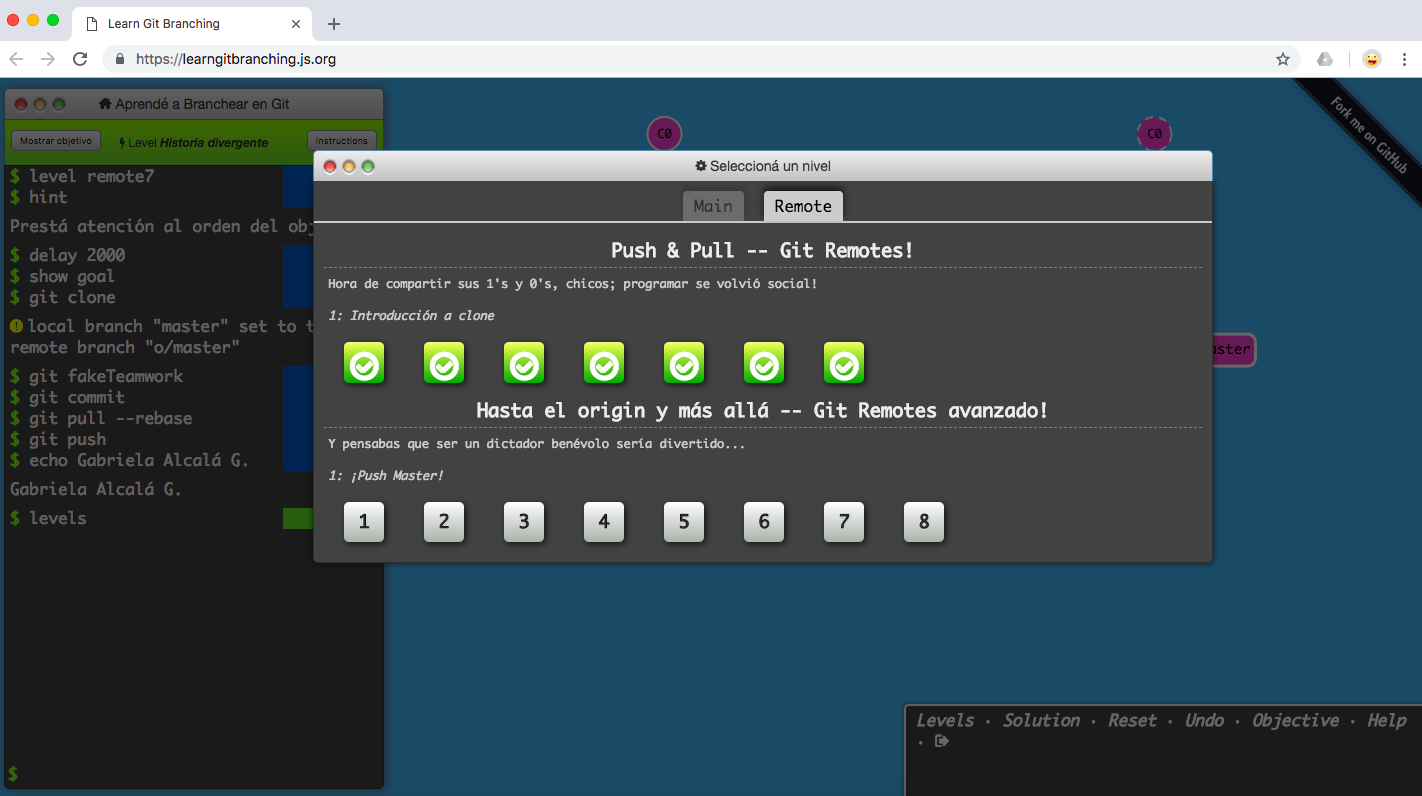 Learn Git Branching
https://learngitbranching.js.org
Aprendé a Branchear en Git
Mostrar objetivo
Level Historia divergente
Instructions
$ level remote7
$ hint
Prestá atención al orden del obj
$ delay 2000
$ show goal
$ git clone
local branch "master" set to t
remote branch "o/master"
$ git fakeTeamwork
$ git commit
$ git pull --rebase
$ git push
$ echo Gabriela Alcalá G.
Gabriela Alcalá G.
$ levels
$
C0
C0
Fork me on GitHub
aster
Seleccioná un nivel
Main
Remote
Push & Pull -- Git Remotes!
Hora de compartir sus 1's y 0's, chicos; programar se volvió social!
1: Introducción a clone
Hasta el origin y más allá -- Git Remotes avanzado!
Y pensabas que ser un dictador benévolo sería divertido...
1: ¡Push Master!
1 2 3 4 5 6 7 8
Levels · Solution · Reset · Undo · Objective · Help
·